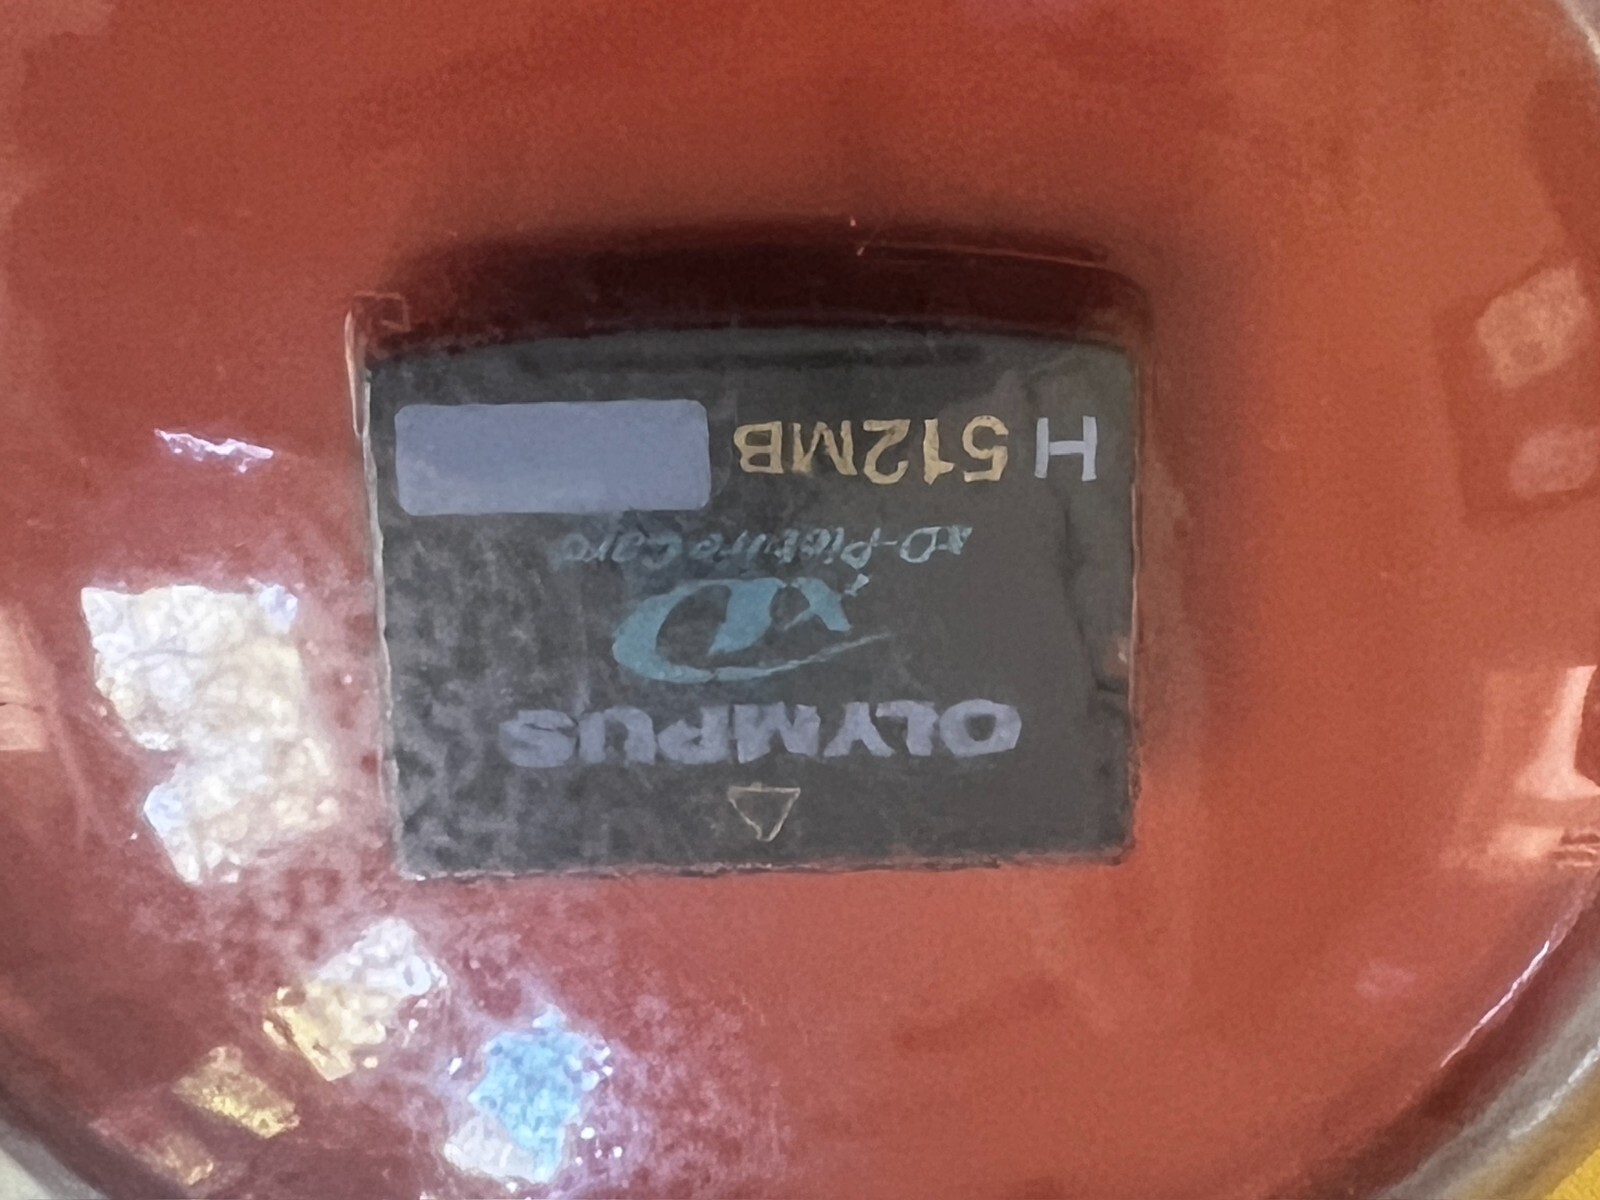 OLYMPUS
xD
xD-Picture Card
H 512MB